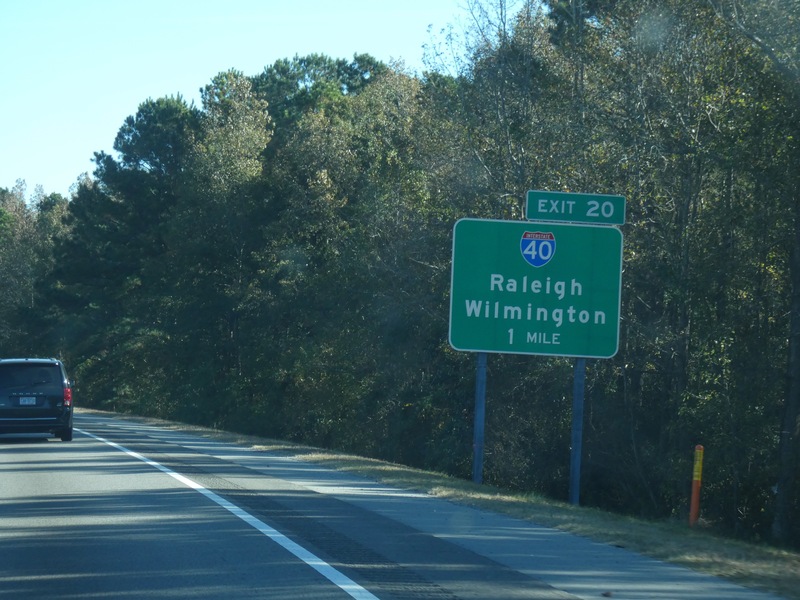 EXIT 20
INTERSTATE
40
Raleigh
Wilmington
1 MILE